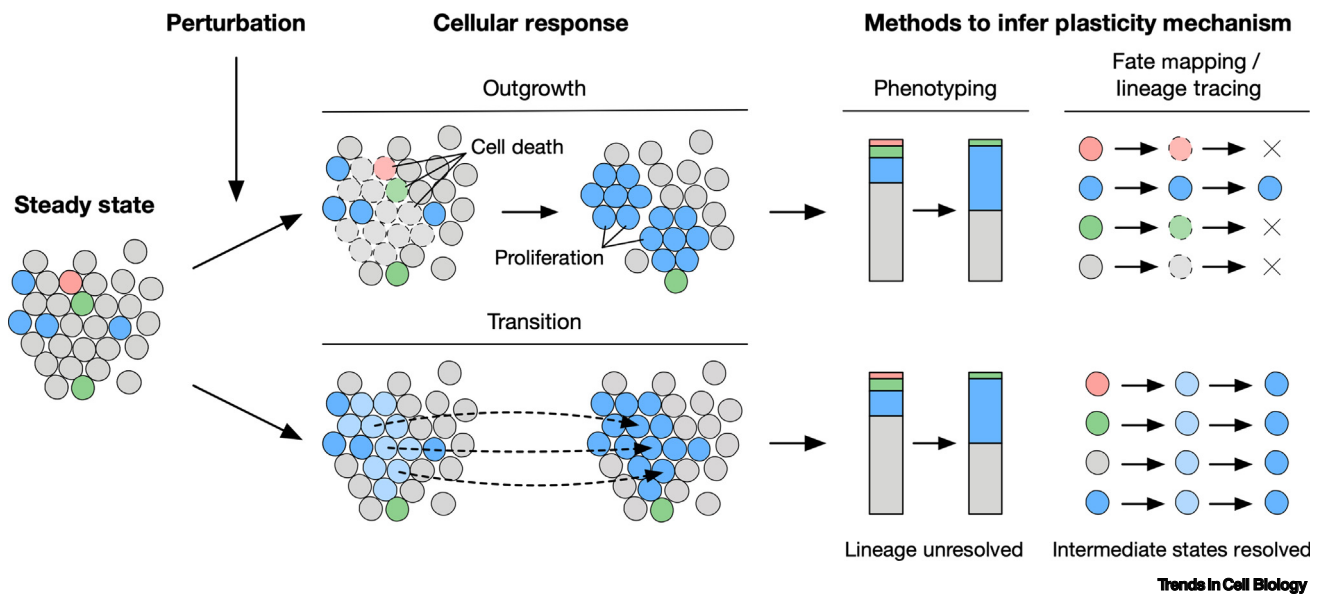 Perturbation
Cellular response
Methods to infer plasticity mechanism
Outgrowth
Phenotyping
Fate mapping /
lineage tracing
Cell death
Steady state
Proliferation
Transition
Lineage unresolved
Intermediate states resolved
Trends in Cell Biology